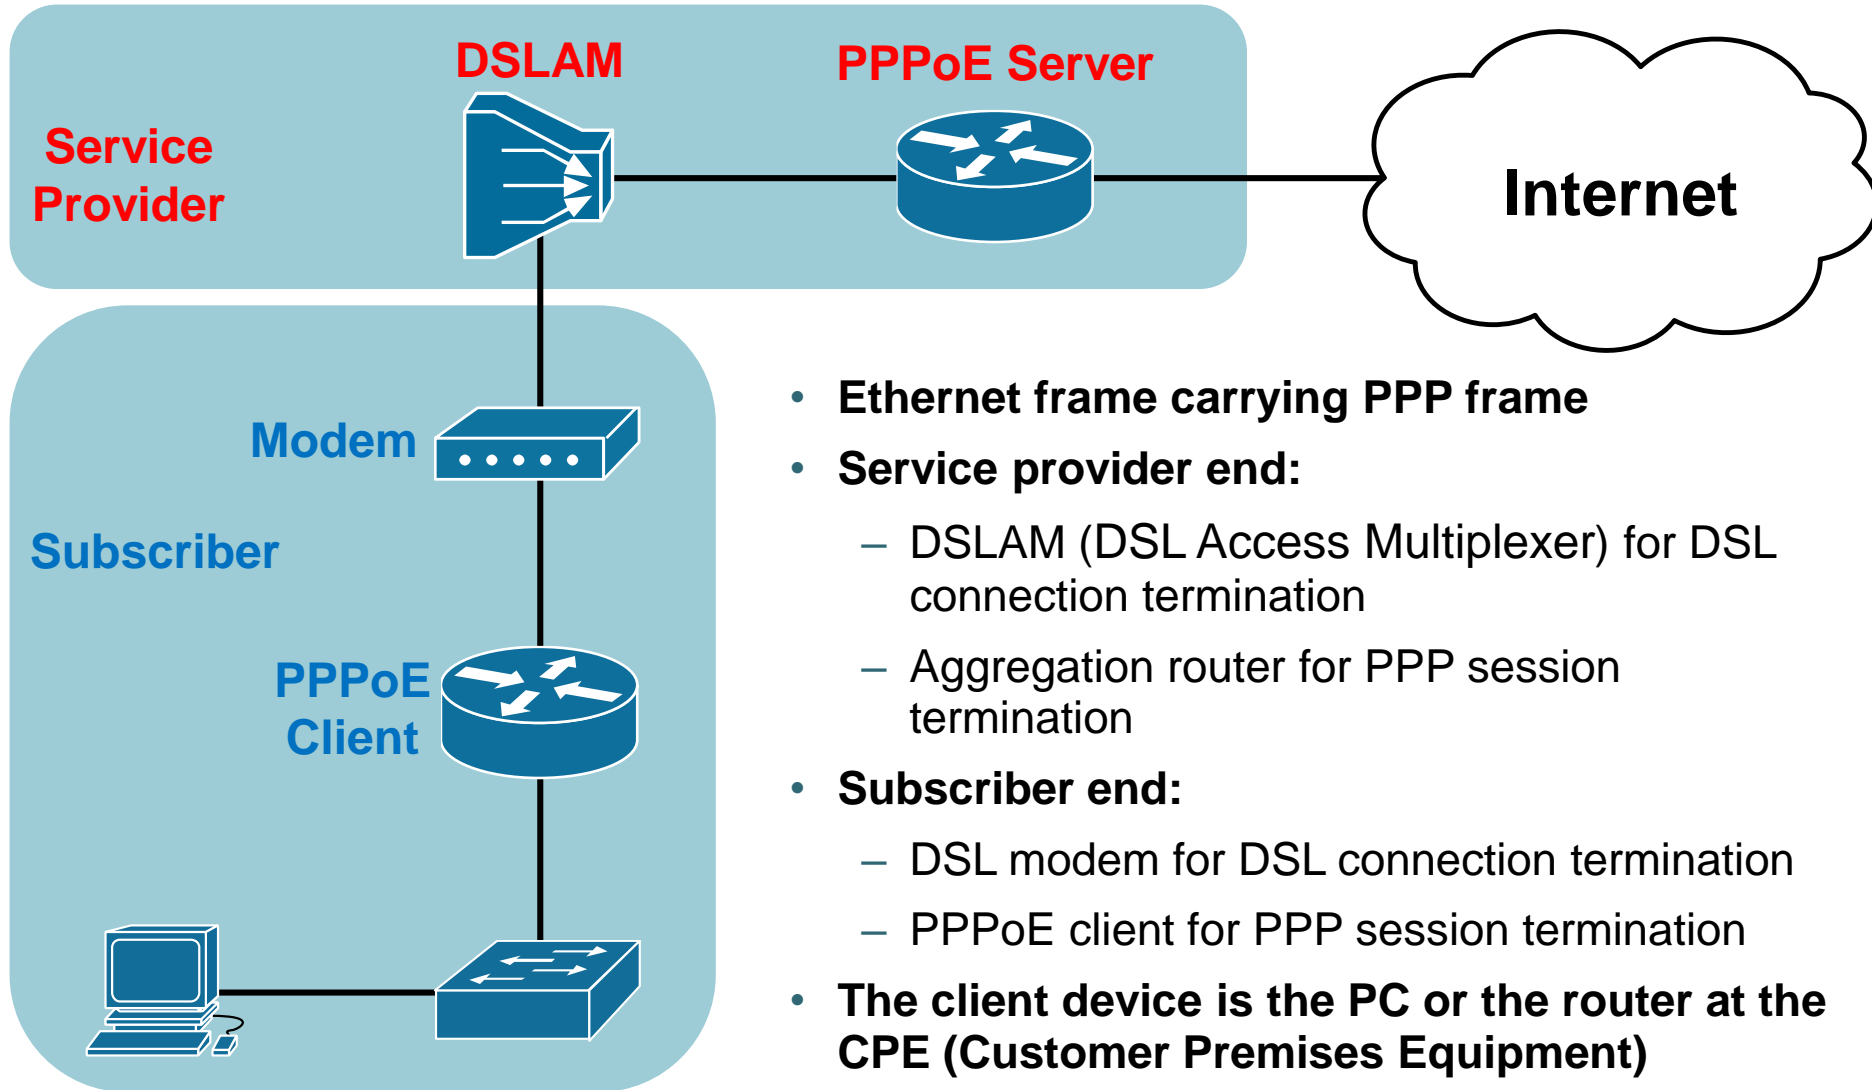 DSLAM
PPPoE Server
Service
Provider
Internet
Modem
Subscriber
PPPoE
Client
• Ethernet frame carrying PPP frame
• Service provider end:
– DSLAM (DSL Access Multiplexer) for DSL
connection termination
– Aggregation router for PPP session
termination
• Subscriber end:
– DSL modem for DSL connection termination
– PPPoE client for PPP session termination
• The client device is the PC or the router at the
CPE (Customer Premises Equipment)